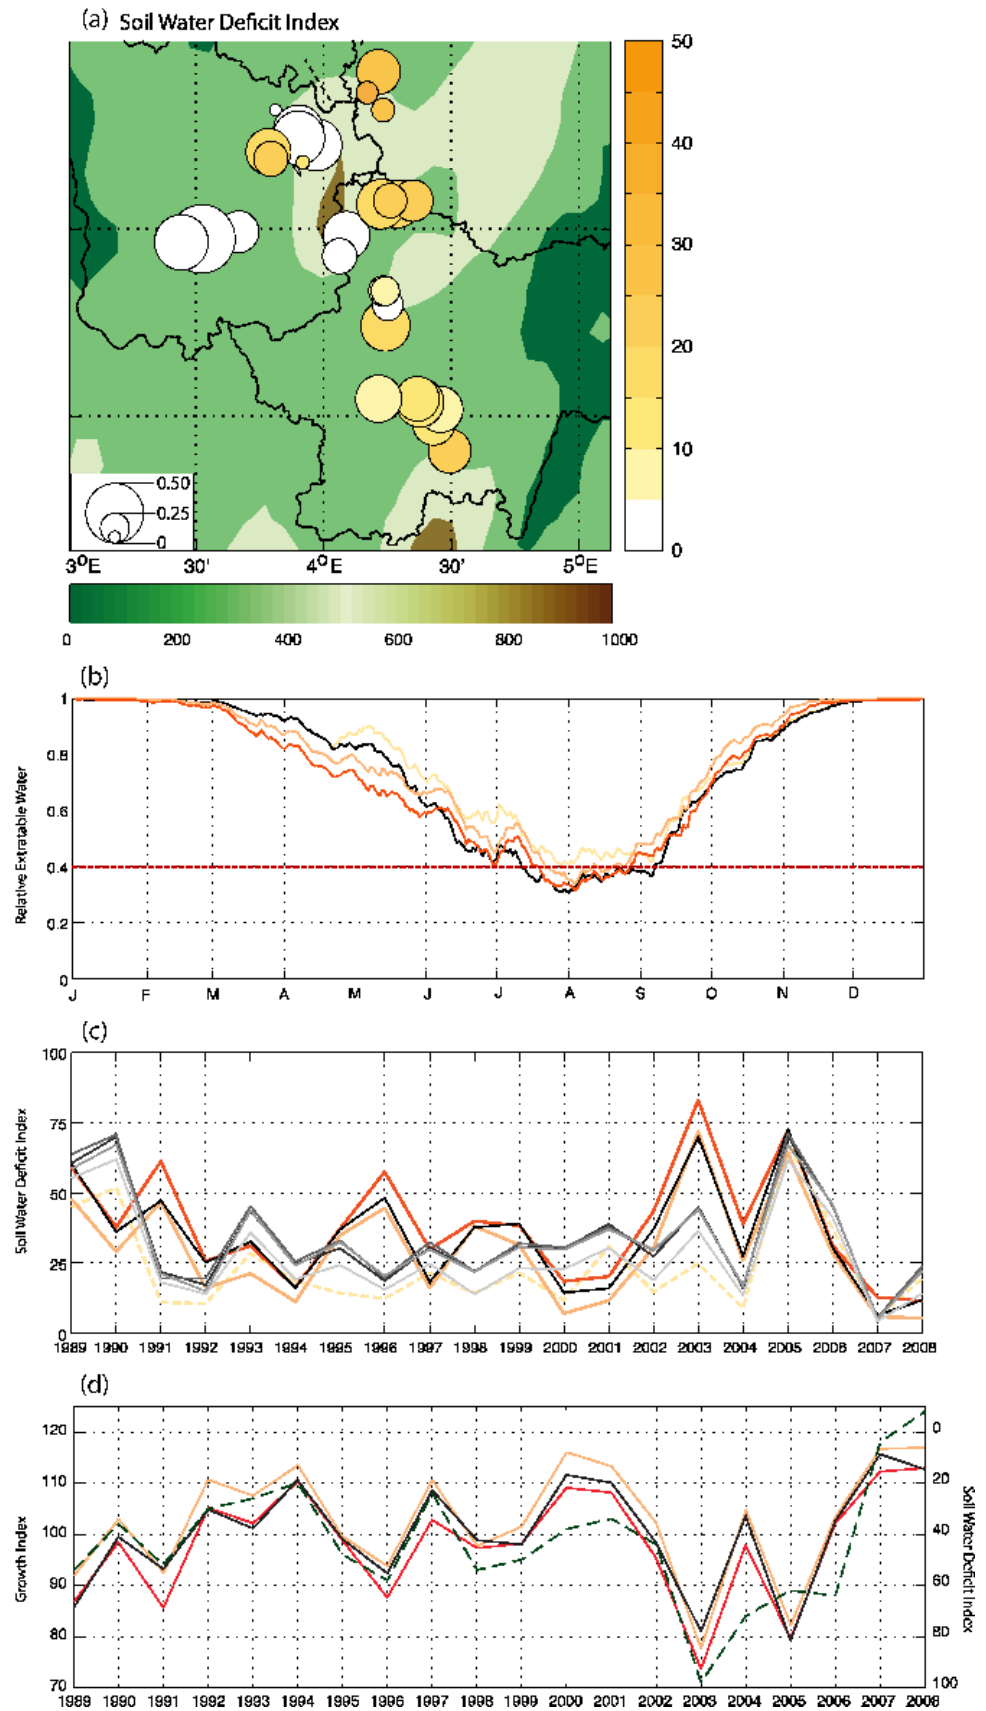 (a) Soil Water Deficit Index
50
40
30
20
10
0
0.50
0.25
0
3°E 30' 4°E 30' 5°E
0 200 400 600 800 1000
(b)
Relative Extratable Water
1
0.8
0.6
0.4
0.2
0
J F M A M J J A S O N D
(c)
Soil Water Deficit Index
100
75
50
25
0
1989 1990 1991 1992 1993 1994 1995 1996 1997 1998 1999 2000 2001 2002 2003 2004 2005 2006 2007 2008
(d)
Growth Index
120
110
100
90
80
70
0
20
40
60
80
100
Soil Water Deficit Index
1989 1990 1991 1992 1993 1994 1995 1996 1997 1998 1999 2000 2001 2002 2003 2004 2005 2006 2007 2008